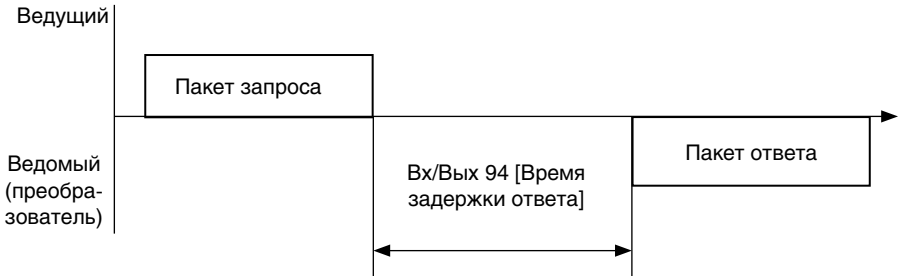 Ведущий
Пакет запроса
Ведомый
(преобра-
зователь)
Вх/Вых 94 [Время
задержки ответа]
Пакет ответа